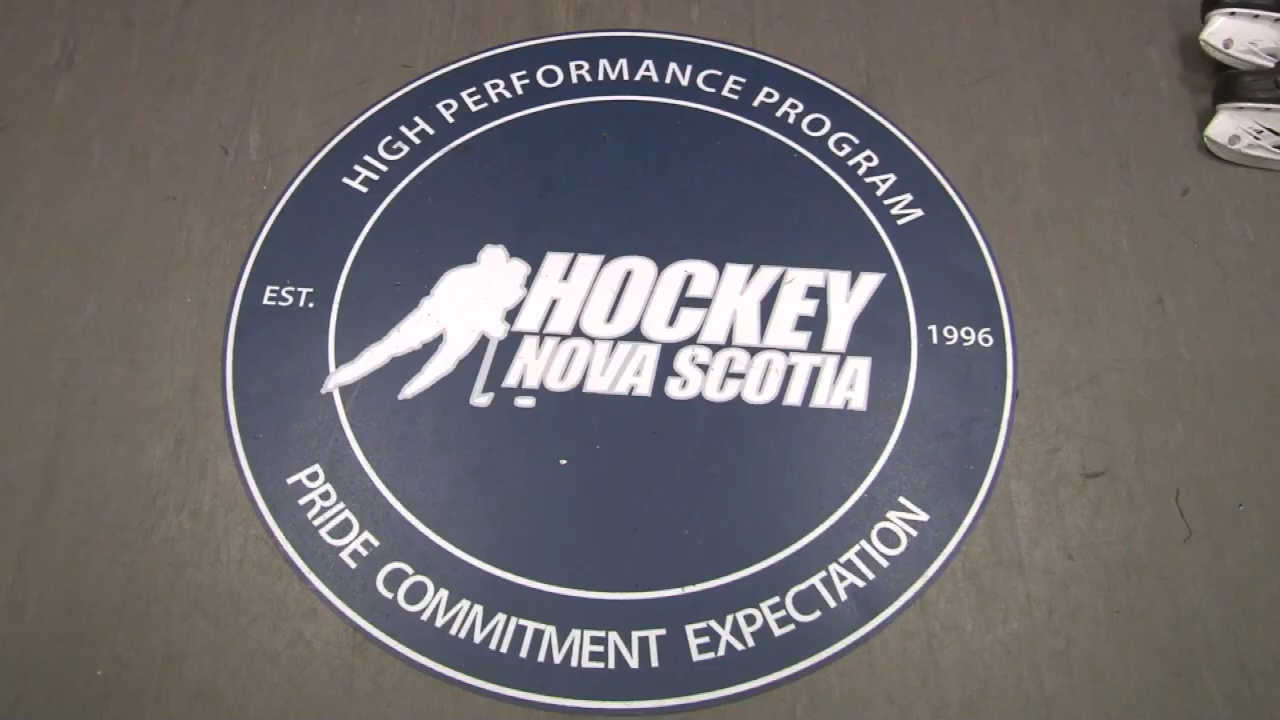 HIGH PERFORMANCE PROGRAM
EST.
HOCKEY
NOVA SCOTIA
1996
PRIDE COMMITMENT EXPECTATION